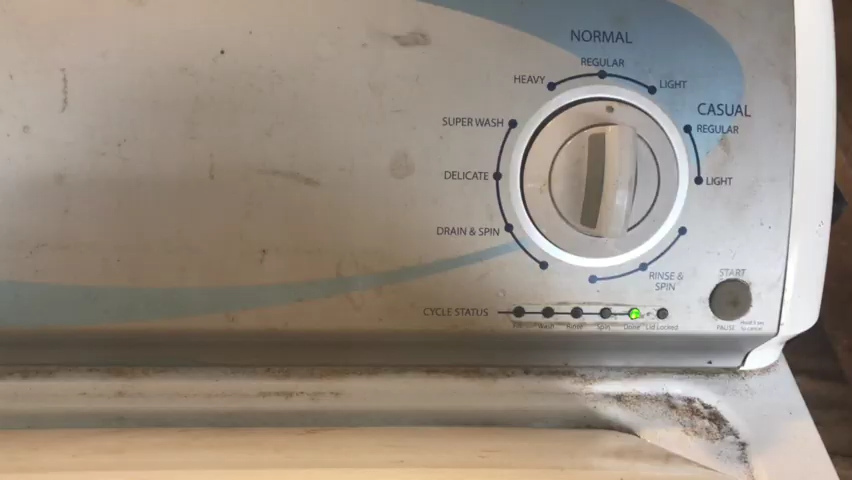 NORMAL
HEAVY
REGULAR
LIGHT
CASUAL
REGULAR
LIGHT
SUPER WASH
DELICATE
DRAIN & SPIN
RINSE &
SPIN
START
CYCLE STATUS
Wash Rinse Spin Done Lid Locked
PAUSE